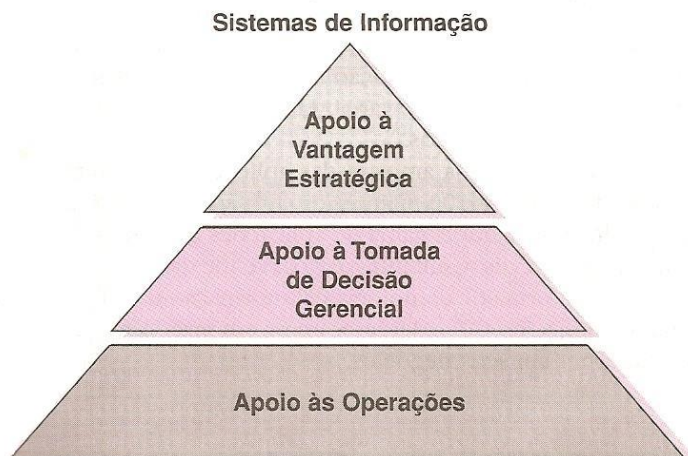 Sistemas de Informação
Apoio à
Vantagem
Estratégica
Apoio à Tomada
de Decisão
Gerencial
Apoio às Operações